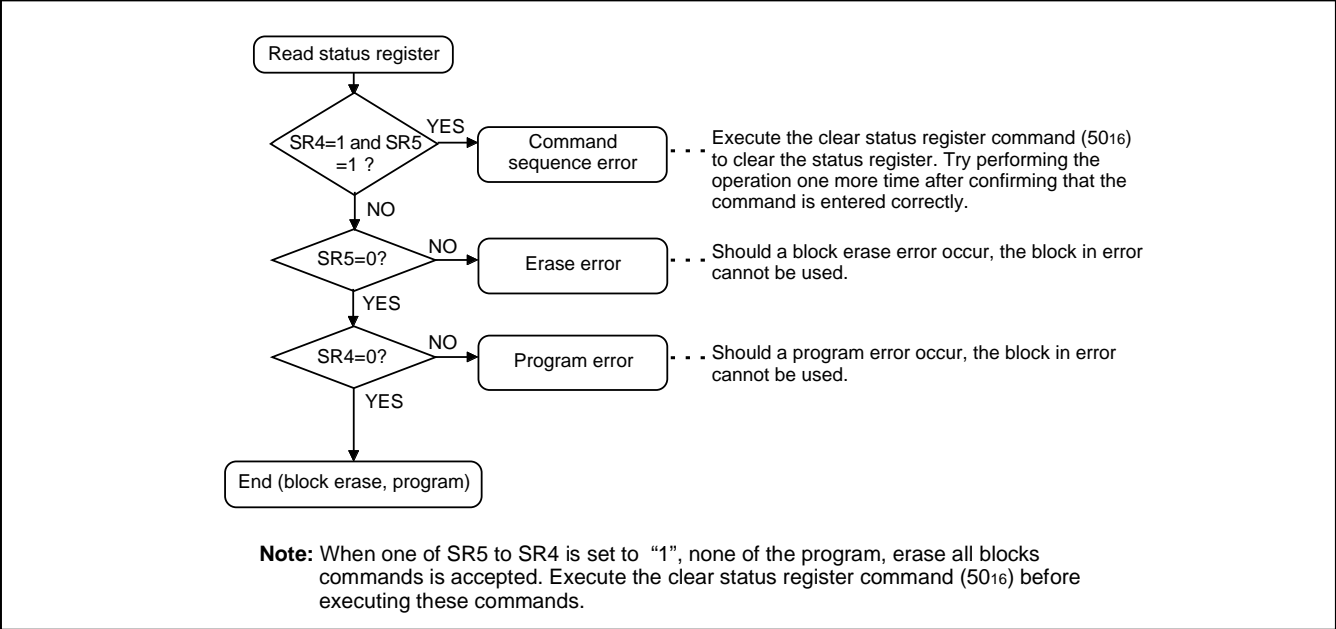 Read status register
SR4=1 and SR5
=1 ?
YES
Command
sequence error
Execute the clear status register command (5016)
to clear the status register. Try performing the
operation one more time after confirming that the
command is entered correctly.
NO
SR5=0?
NO
Erase error
Should a block erase error occur, the block in error
cannot be used.
YES
SR4=0?
NO
Program error
Should a program error occur, the block in error
cannot be used.
YES
End (block erase, program)
Note: When one of SR5 to SR4 is set to “1”, none of the program, erase all blocks
commands is accepted. Execute the clear status register command (5016) before
executing these commands.